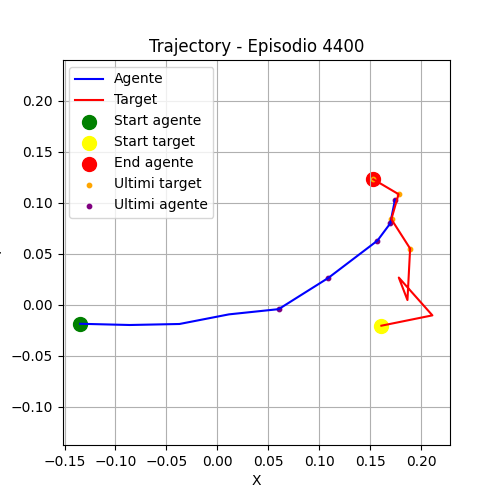 Trajectory - Episodio 4400
Agente
Target
Start agente
Start target
End agente
Ultimi target
Ultimi agente
0.20
0.15
0.10
0.05
0.00
−0.05
−0.10
−0.15 −0.10 −0.05 0.00 0.05 0.10 0.15 0.20
X